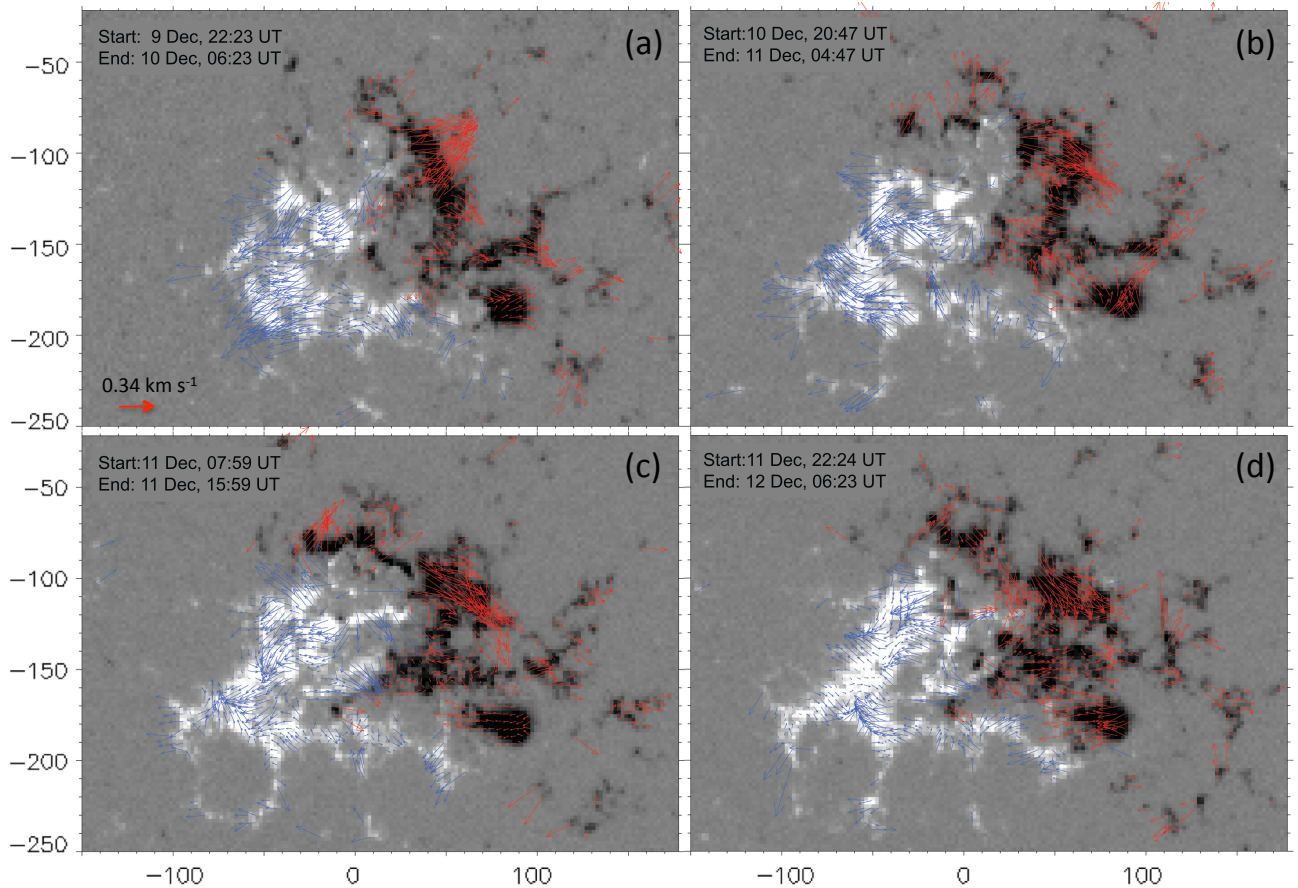 Start: 9 Dec, 22:23 UT
End: 10 Dec, 06:23 UT
(a)
Start:10 Dec, 20:47 UT
End: 11 Dec, 04:47 UT
(b)
−50
−100
−150
−200
−250
0.34 km s-1
Start:11 Dec, 07:59 UT
End: 11 Dec, 15:59 UT
(c)
Start:11 Dec, 22:24 UT
End: 12 Dec, 06:23 UT
(d)
−50
−100
−150
−200
−250
−100 0 100 −100 0 100